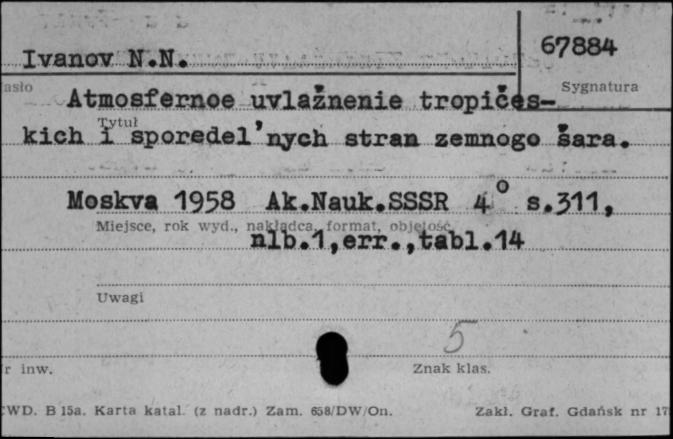 67884
Ivanov N.N.
asło
Sygnatura
Atmosfernoe uvlažnenie tropičes-
Tytuł
kich i sporedel'nych stran zemnogo šara.
Moskva 1958 Ak.Nauk.SSSR 4° s.311,
Miejsce, rok wyd., nakładca, format, objętość
nlb.1,err.,tabl.14
Uwagi
5
r inw.
Znak klas.
CWD. B 15a. Karta katal. (z nadr.) Zam. 658/DW/On.
Zakł. Graf. Gdańsk nr 17